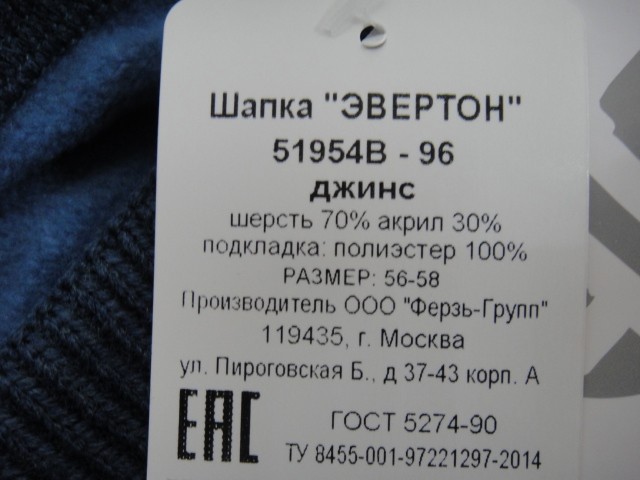 Шапка "ЭВЕРТОН"
51954В - 96
джинс
шерсть 70% акрил 30%
подкладка: полиэстер 100%
РАЗМЕР: 56-58
Производитель ООО "Ферзь-Групп"
119435, г. Москва
ул. Пироговская Б., д 37-43 корп. А
EAC
ГОСТ 5274-90
ТУ 8455-001-97221297-2014